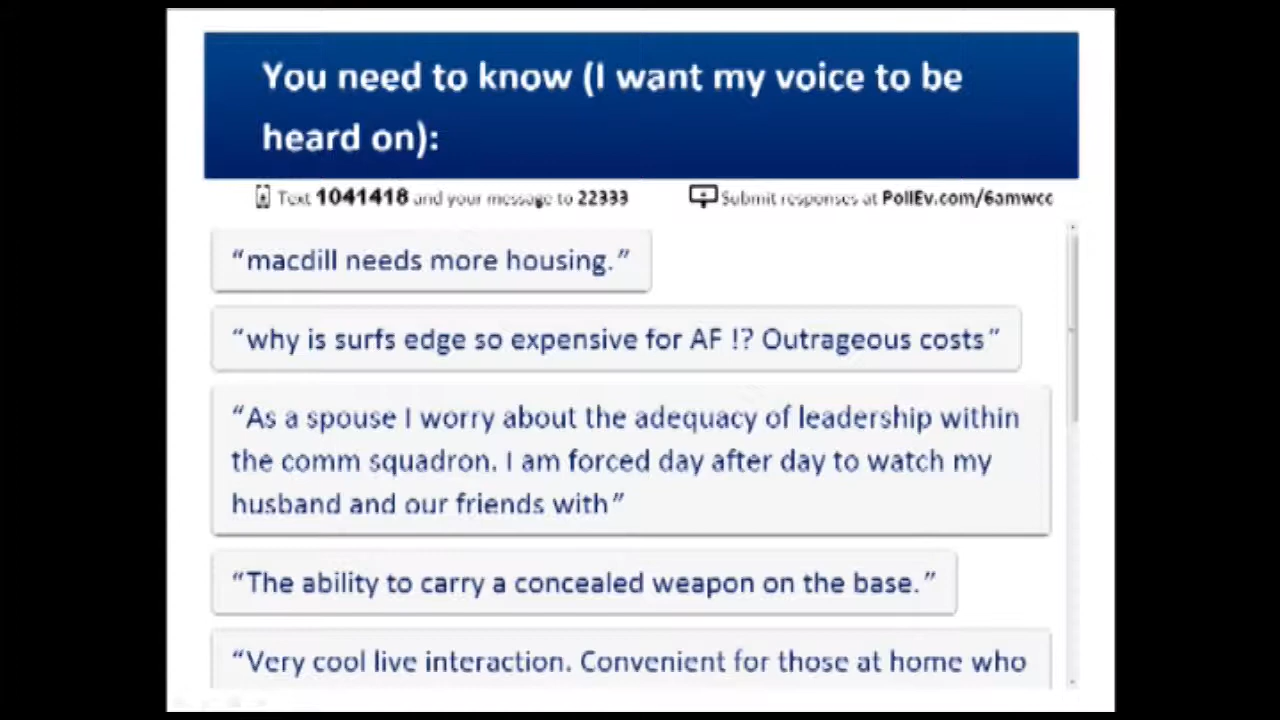 You need to know (I want my voice to be
heard on):
Text 1041418 and your message to 22333
Submit responses at PollEv.com/6amwcc
“macdill needs more housing.”
“why is surfs edge so expensive for AF !? Outrageous costs”
“As a spouse I worry about the adequacy of leadership within
the comm squadron. I am forced day after day to watch my
husband and our friends with”
“The ability to carry a concealed weapon on the base.”
“Very cool live interaction. Convenient for those at home who